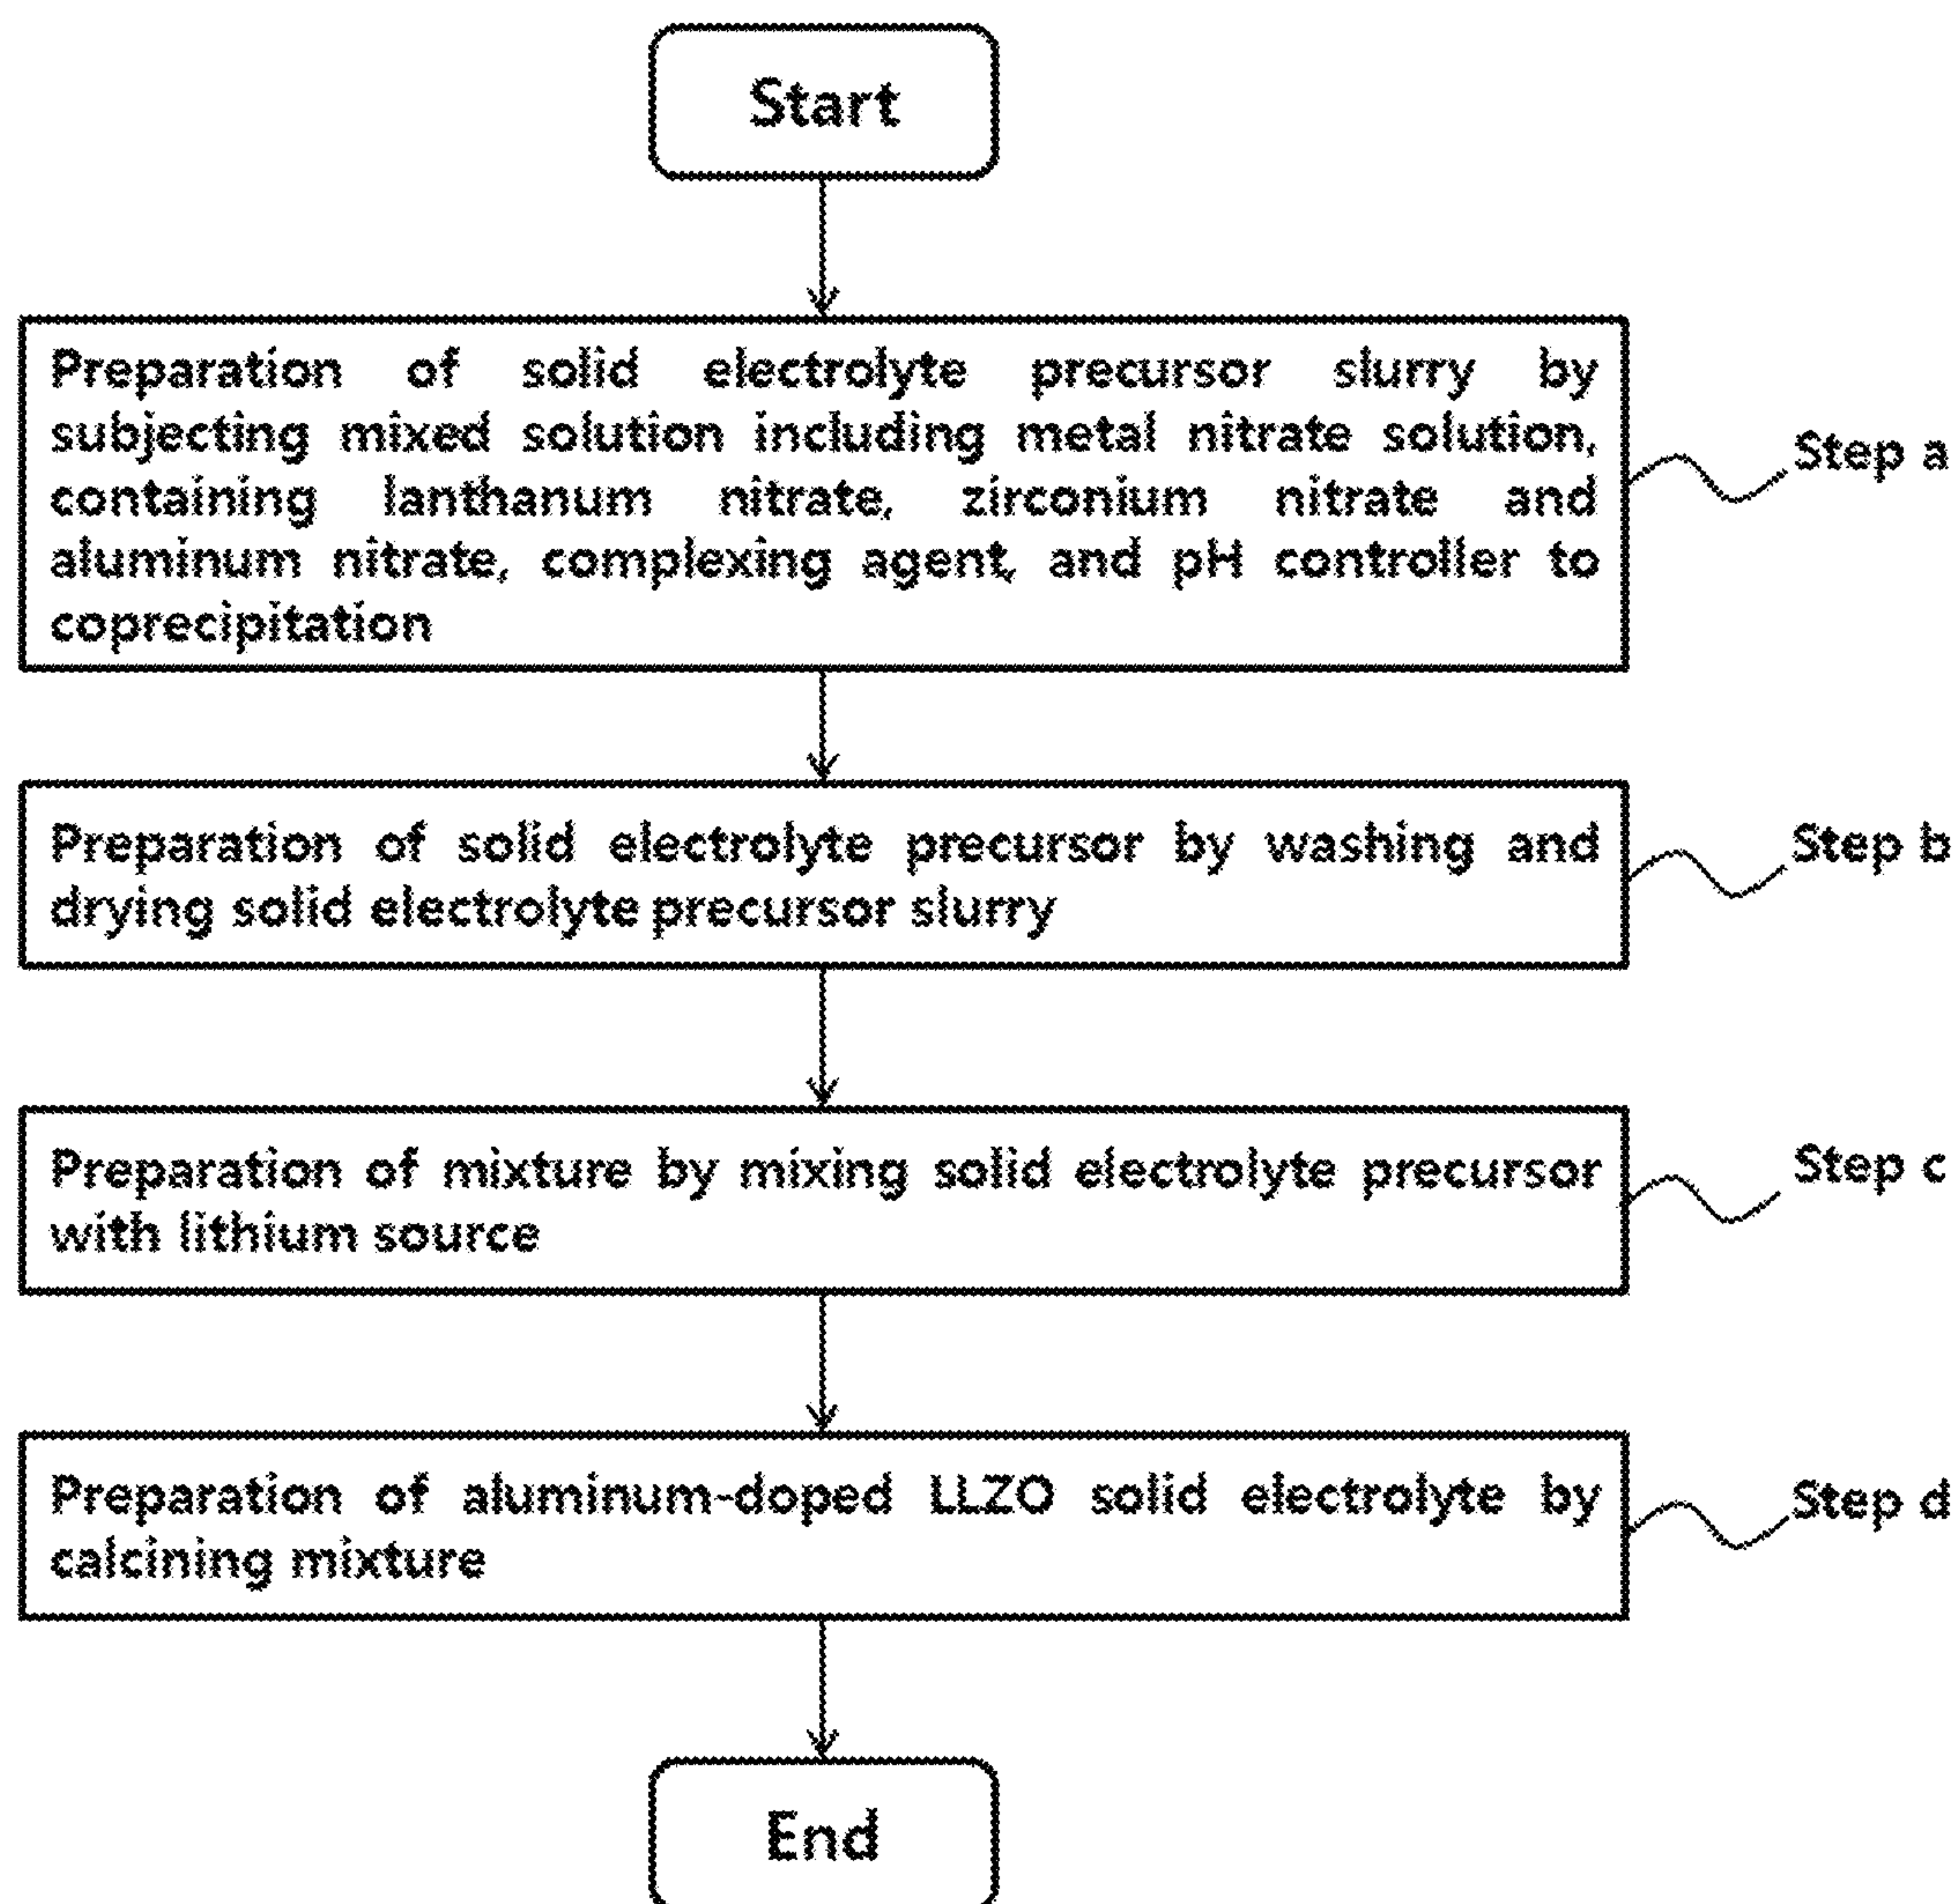 Start
Preparation of solid electrolyte precursor slurry by
subjecting mixed solution including metal nitrate solution,
containing lanthanum nitrate, zirconium nitrate and
aluminum nitrate, complexing agent, and pH controller to
coprecipitation
Step a
Preparation of solid electrolyte precursor by washing and
drying solid electrolyte precursor slurry
Step b
Preparation of mixture by mixing solid electrolyte precursor
with lithium source
Step c
Preparation of aluminum-doped LLZO solid electrolyte by
calcining mixture
Step d
End